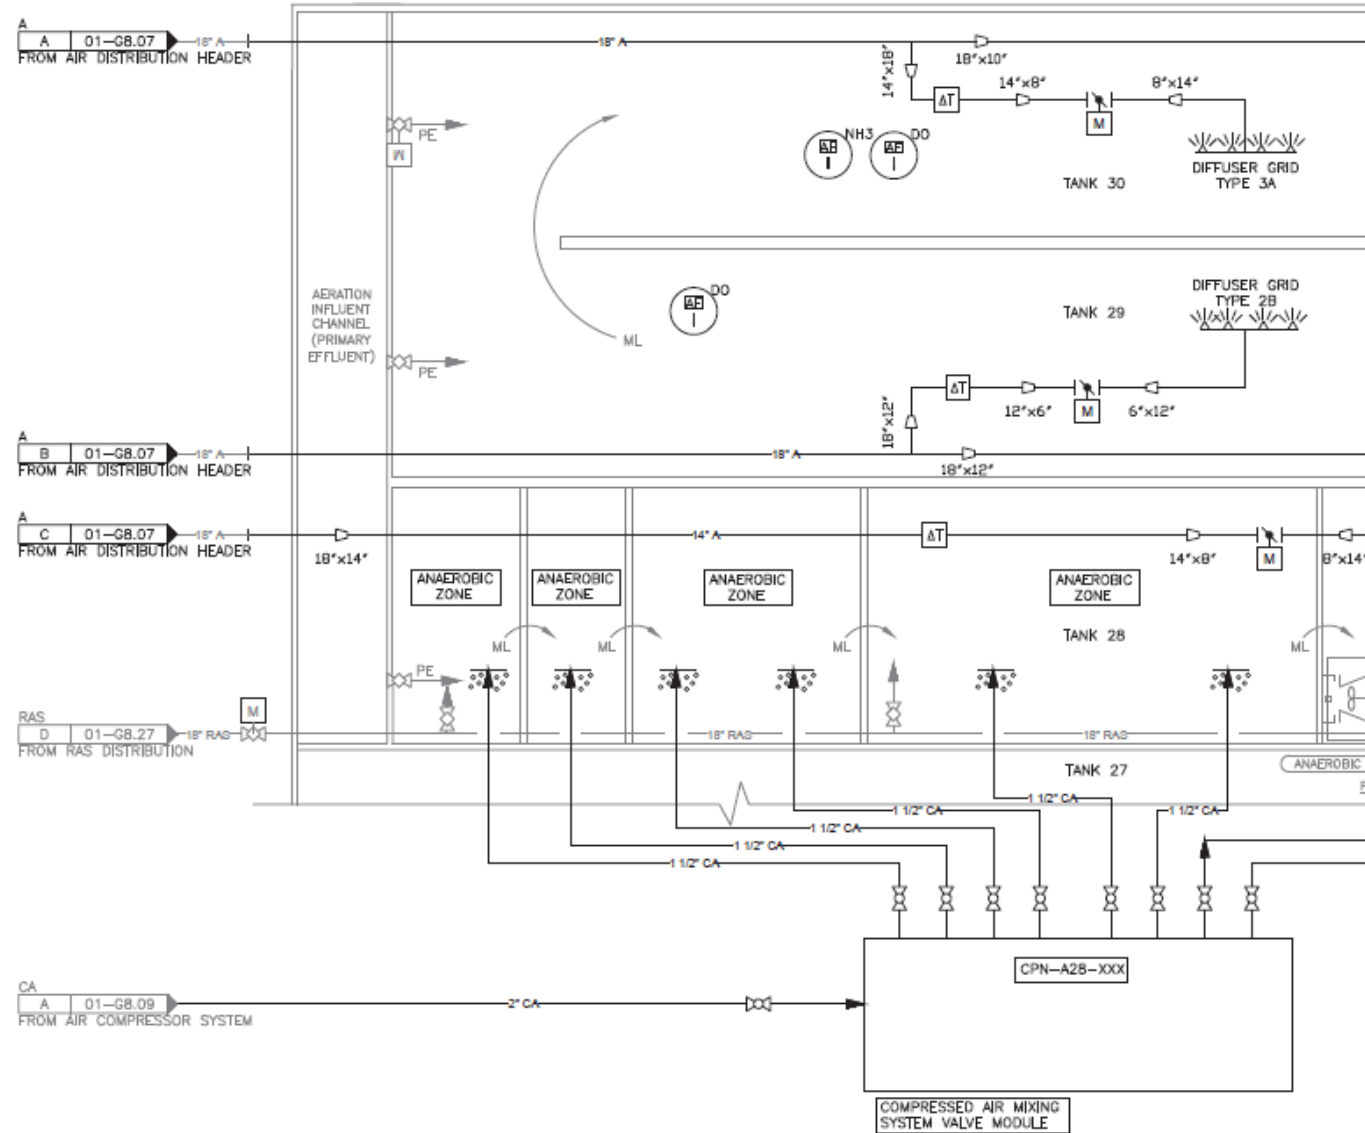 A
A 01-G8.07
FROM AIR DISTRIBUTION HEADER
18" A
18" A
14"x18"
18"x10"
14"x8"
8"x14"
ΔT
M
M
PE
AE
I
NH3
AE
I
DO
DIFFUSER GRID
TYPE 3A
TANK 30
AERATION
INFLUENT
CHANNEL
(PRIMARY
EFFLUENT)
AE
I
DO
ML
PE
DIFFUSER GRID
TYPE 2B
TANK 29
18"x12"
ΔT
12"x6"
M
6"x12"
A
B 01-G8.07
FROM AIR DISTRIBUTION HEADER
18" A
18" A
18"x12"
A
C 01-G8.07
FROM AIR DISTRIBUTION HEADER
18" A
18"x14"
14" A
ΔT
14"x8"
M
8"x14"
ANAEROBIC
ZONE
ANAEROBIC
ZONE
ANAEROBIC
ZONE
ANAEROBIC
ZONE
TANK 28
ML
ML
ML
ML
PE
RAS
D 01-G8.27
FROM RAS DISTRIBUTION
18" RAS
M
18" RAS
18" RAS
TANK 27
ANAEROBIC
1 1/2" CA
1 1/2" CA
1 1/2" CA
1 1/2" CA
1 1/2" CA
1 1/2" CA
CPN-A28-XXX
CA
A 01-G8.09
FROM AIR COMPRESSOR SYSTEM
2" CA
COMPRESSED AIR MIXING
SYSTEM VALVE MODULE